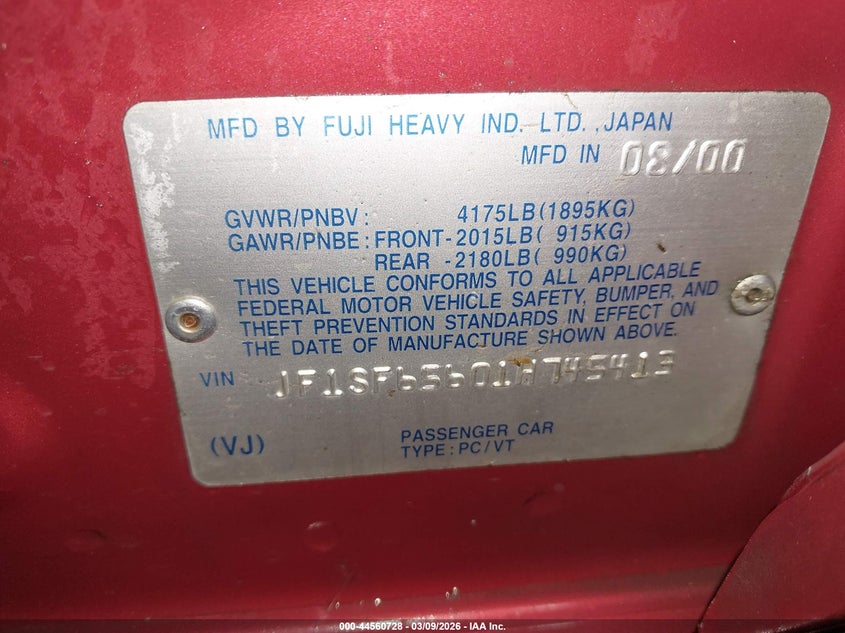 MFD BY FUJI HEAVY IND. LTD. ,JAPAN
MFD IN 08/00
GVWR/PNBV: 4175LB(1895KG)
GAWR/PNBE: FRONT-2015LB( 915KG)
REAR -2180LB( 990KG)
THIS VEHICLE CONFORMS TO ALL APPLICABLE
FEDERAL MOTOR VEHICLE SAFETY, BUMPER, AND
THEFT PREVENTION STANDARDS IN EFFECT ON
THE DATE OF MANUFACTURE SHOWN ABOVE.
VIN JF1SF65601H745413
(VJ) PASSENGER CAR
TYPE: PC/VT
000-44560728 - 03/09/2026 - IAA Inc.